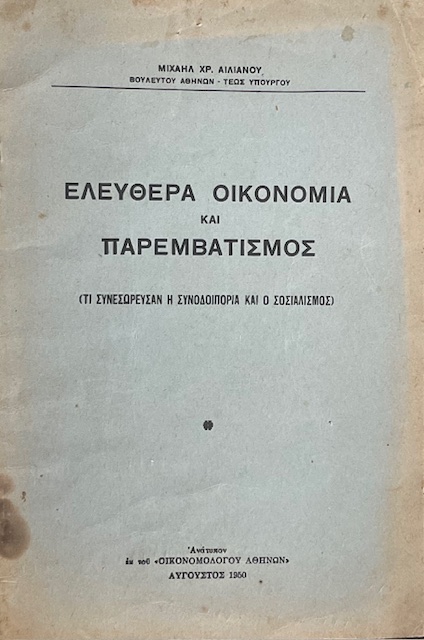 ΜΙΧΑΗΛ ΧΡ. ΑΙΛΙΑΝΟΥ
ΒΟΥΛΕΥΤΟΥ ΑΘΗΝΩΝ - ΤΕΩΣ ΥΠΟΥΡΓΟΥ
ΕΛΕΥΘΕΡΑ ΟΙΚΟΝΟΜΙΑ
ΚΑΙ
ΠΑΡΕΜΒΑΤΙΣΜΟΣ
(ΤΙ ΣΥΝΕΣΩΡΕΥΣΑΝ Η ΣΥΝΟΔΟΙΠΟΡΙΑ ΚΑΙ Ο ΣΟΣΙΑΛΙΣΜΟΣ)
Ἀνάτυπον
ἐκ τοῦ «ΟΙΚΟΝΟΜΟΛΟΓΟΥ ΑΘΗΝΩΝ»
ΑΥΓΟΥΣΤΟΣ 1950